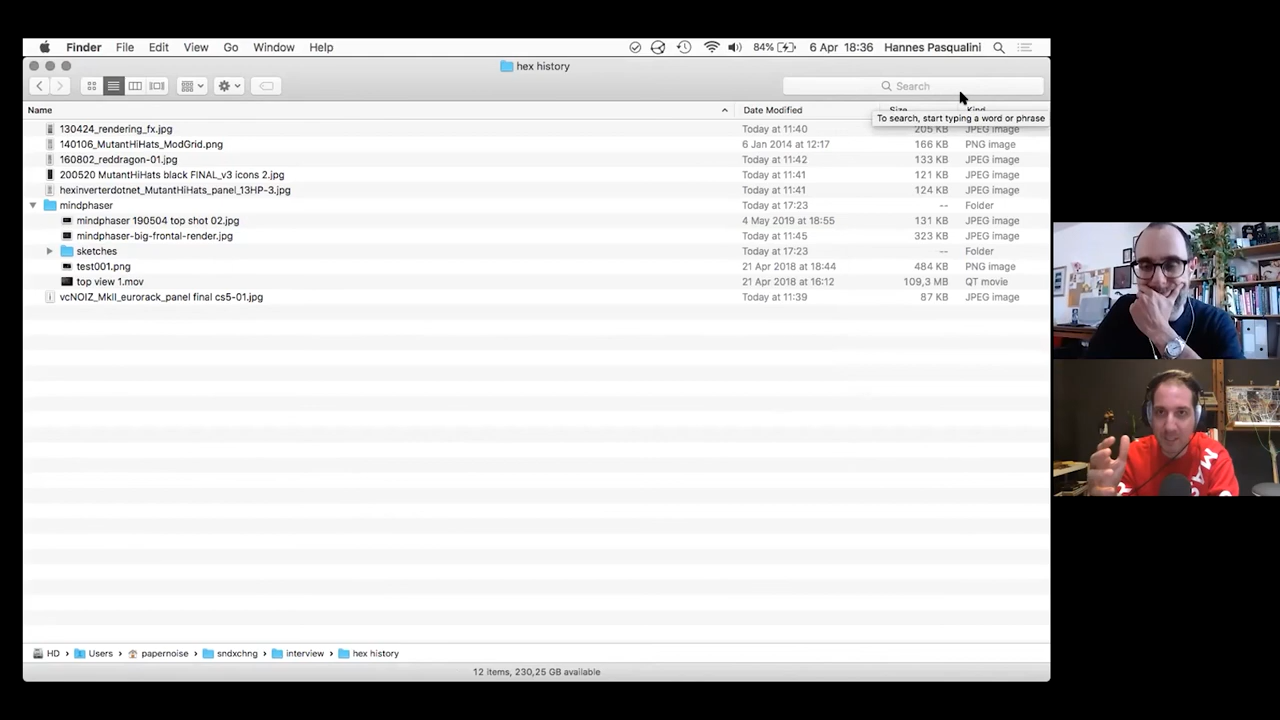 Finder File Edit View Go Window Help 84% 6 Apr 18:36 Hannes Pasqualini
hex history
Search
Name Date Modified Size Kind
To search, start typing a word or phrase
130424_rendering_fx.jpg Today at 11:40 205 KB JPEG image
140106_MutantHiHats_ModGrid.png 6 Jan 2014 at 12:17 166 KB PNG image
160802_reddragon-01.jpg Today at 11:42 133 KB JPEG image
200520 MutantHiHats black FINAL_v3 icons 2.jpg Today at 11:41 121 KB JPEG image
hexinverterdotnet_MutantHiHats_panel_13HP-3.jpg Today at 11:41 124 KB JPEG image
mindphaser Today at 17:23 -- Folder
mindphaser 190504 top shot 02.jpg 4 May 2019 at 18:55 131 KB JPEG image
mindphaser-big-frontal-render.jpg Today at 11:45 323 KB JPEG image
sketches Today at 17:23 -- Folder
test001.png 21 Apr 2018 at 18:44 484 KB PNG image
top view 1.mov 21 Apr 2018 at 16:12 109,3 MB QT movie
vcNOIZ_MkII_eurorack_panel final cs5-01.jpg Today at 11:39 87 KB JPEG image
HD › Users › papernoise › sndxchng › interview › hex history
12 items, 230,25 GB available